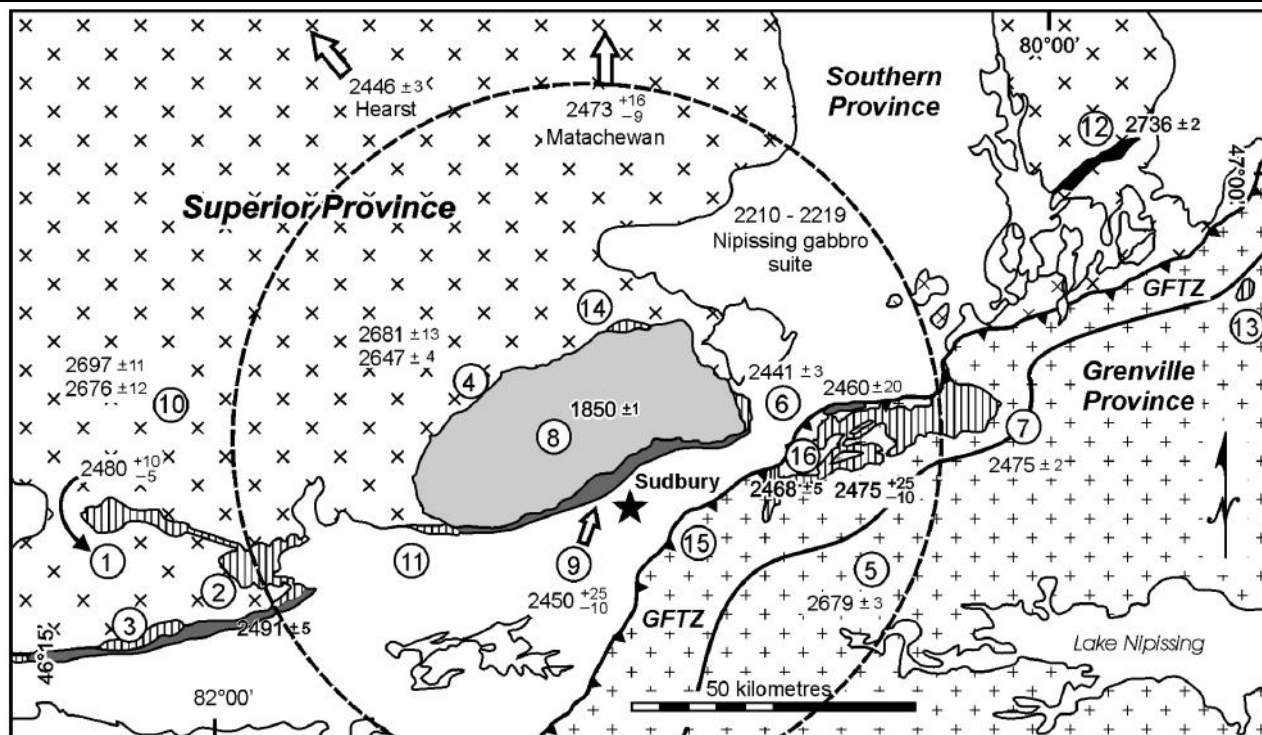 80°00'
Southern
Province
2446 ±3
Hearst
2473 +16
−9
Matachewan
12
2736 ±2
47°00'
Superior Province
2210 - 2219
Nipissing gabbro
suite
GFTZ
13
14
2681 ±13
2647 ± 4
2697 ±11
2676 ±12
4
2441 ±3
2460±20
Grenville
Province
10
6
1850 ±1
8
7
16
2475 ±2
2480 +10
−5
Sudbury
2468 ±5
2475 +25
−10
N
1
11
9
15
5
2
2450 +25
−10
2679 ±3
3
2491 ±5
GFTZ
Lake Nipissing
46°15'
82°00'
50 kilometres